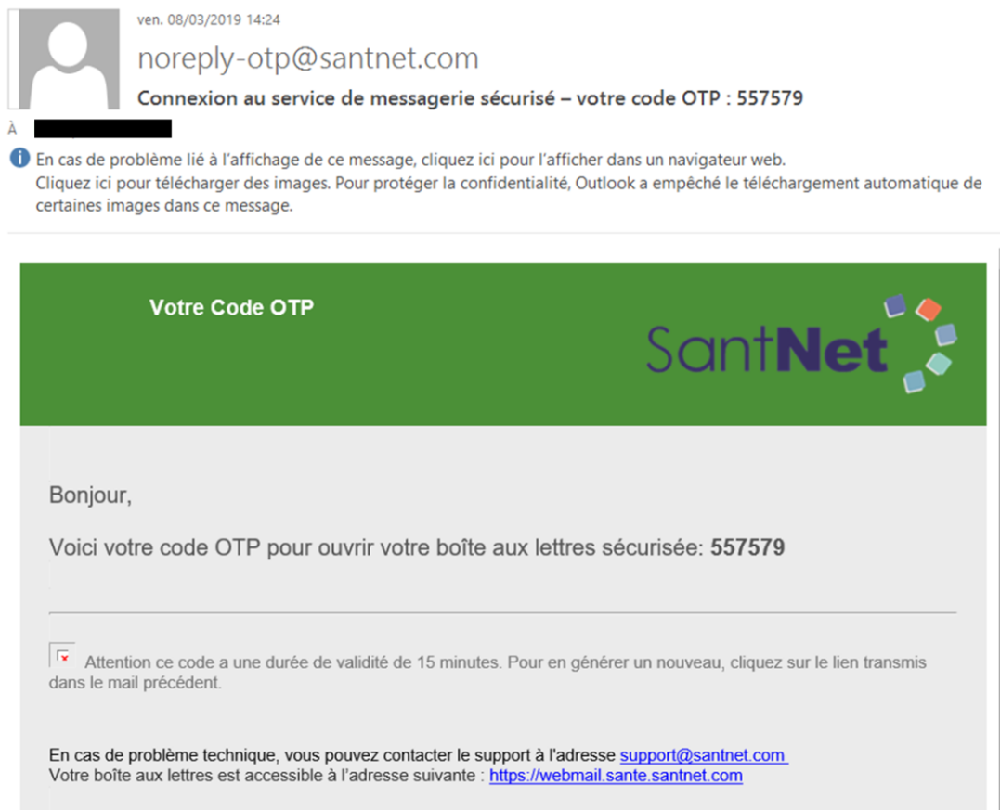 ven. 08/03/2019 14:24
noreply-otp@santnet.com
Connexion au service de messagerie sécurisé – votre code OTP : 557579
À
En cas de problème lié à l’affichage de ce message, cliquez ici pour l’afficher dans un navigateur web.
Cliquez ici pour télécharger des images. Pour protéger la confidentialité, Outlook a empêché le téléchargement automatique de
certaines images dans ce message.
Votre Code OTP
SantNet
Bonjour,
Voici votre code OTP pour ouvrir votre boîte aux lettres sécurisée: 557579
Attention ce code a une durée de validité de 15 minutes. Pour en générer un nouveau, cliquez sur le lien transmis
dans le mail précédent.
En cas de problème technique, vous pouvez contacter le support à l'adresse support@santnet.com
Votre boîte aux lettres est accessible à l’adresse suivante : https://webmail.sante.santnet.com